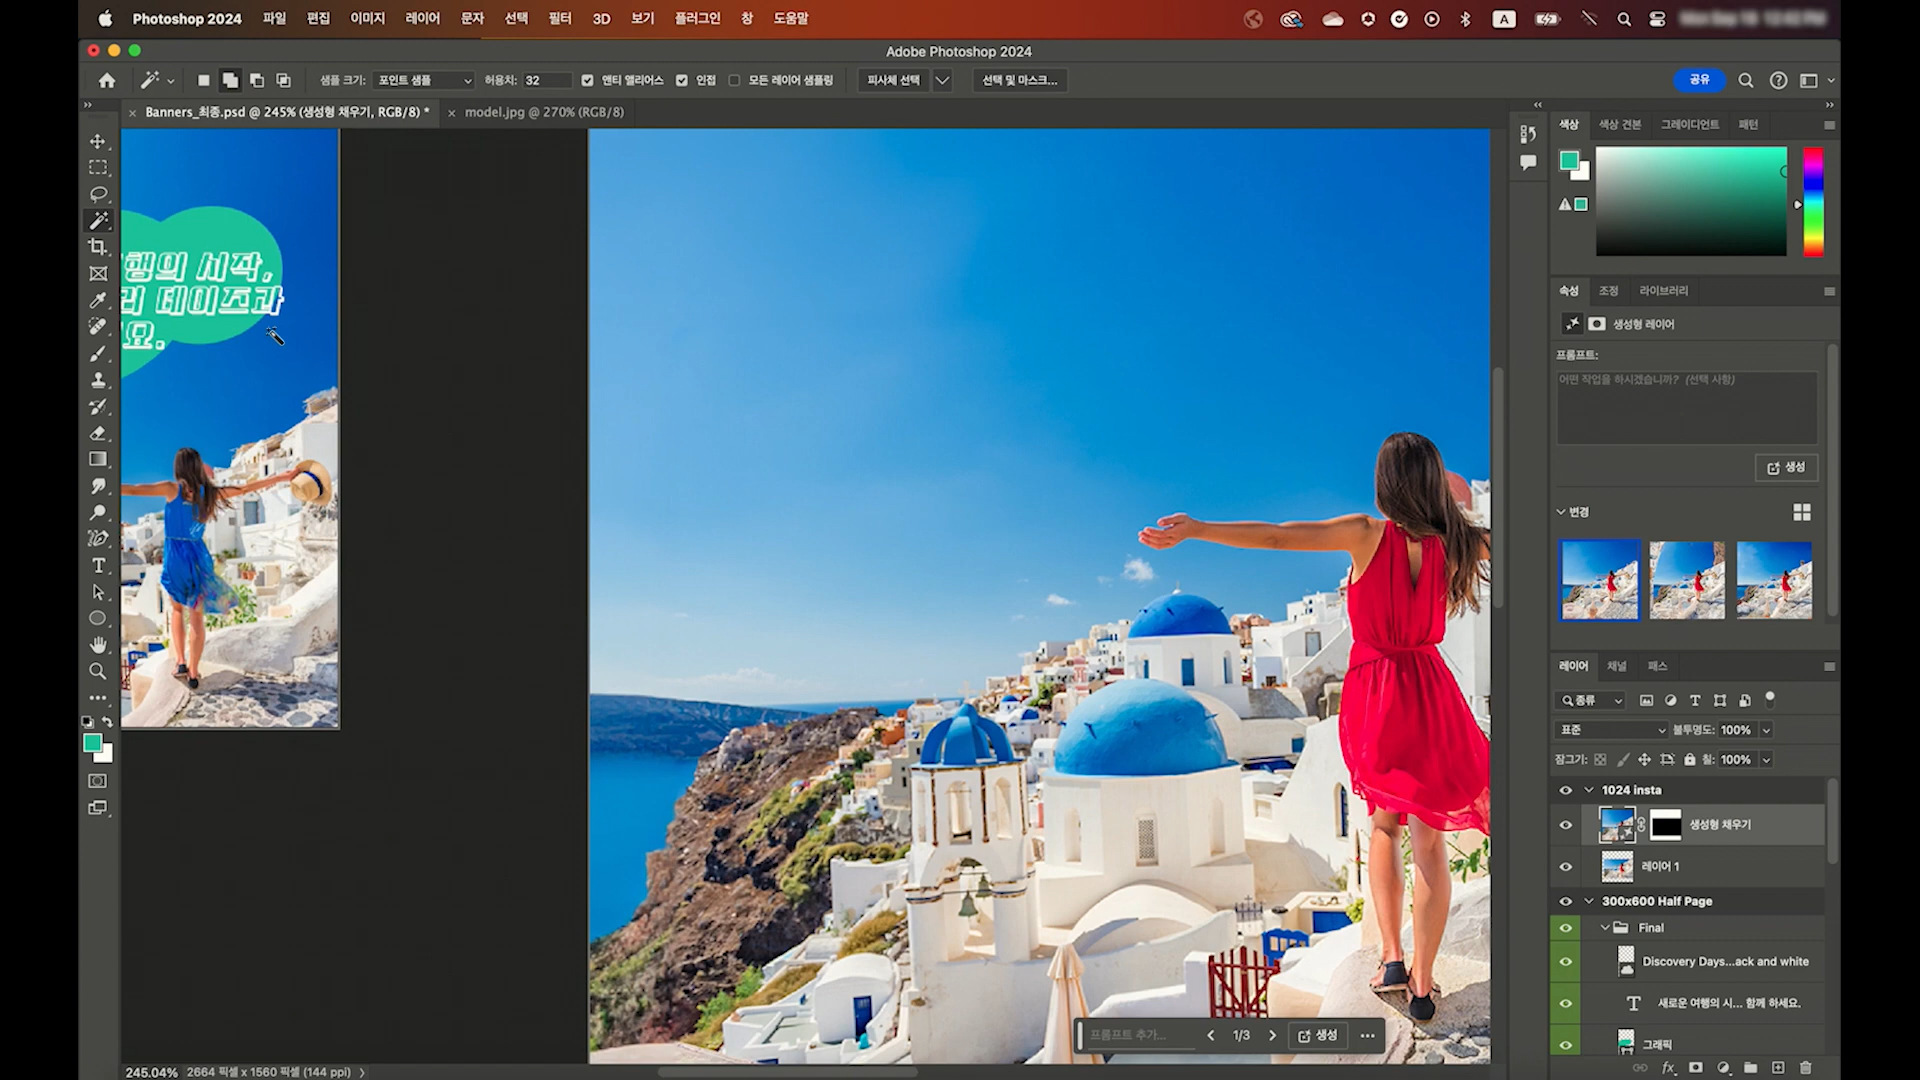 Photoshop 2024 파일 편집 이미지 레이어 문자 선택 필터 3D 보기 플러그인 창 도움말
A
Adobe Photoshop 2024
샘플 크기: 포인트 샘플 허용치: 32 앤티 앨리어스 인접 모든 레이어 샘플링 피사체 선택 선택 및 마스크... 공유
Banners_최종.psd @ 245% (생성형 채우기, RGB/8) * model.jpg @ 270% (RGB/8)
색상 색상 견본 그레이디언트 패턴
행의 시작,
리 데이즈과
요.
속성 조정 라이브러리
생성형 레이어
프롬프트:
어떤 작업을 하시겠습니까? (선택 사항)
생성
변경
레이어 채널 패스
종류
표준 불투명도: 100%
잠그기: 칠: 100%
1024 insta
생성형 채우기
레이어 1
300x600 Half Page
Final
Discovery Days...ack and white
새로운 여행의 시... 함께 하세요.
그래픽
프롬프트 추가... 1/3 생성
245.04% 2664 픽셀 x 1560 픽셀 (144 ppi)